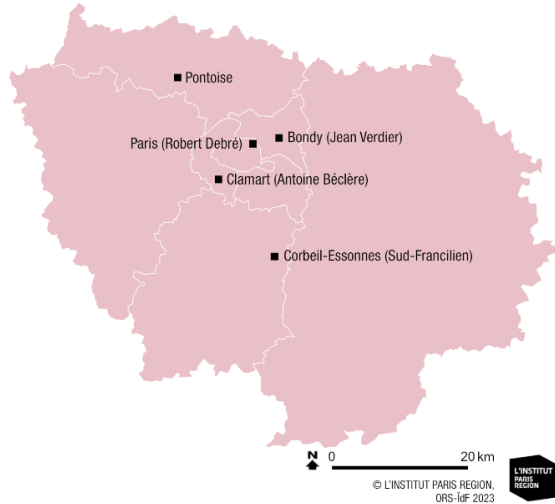 Pontoise
Paris (Robert Debré)
Bondy (Jean Verdier)
Clamart (Antoine Béclère)
Corbeil-Essonnes (Sud-Francilien)
N
0
20 km
© L'INSTITUT PARIS REGION,
ORS-ÎdF 2023
L'INSTITUT
PARIS
REGION